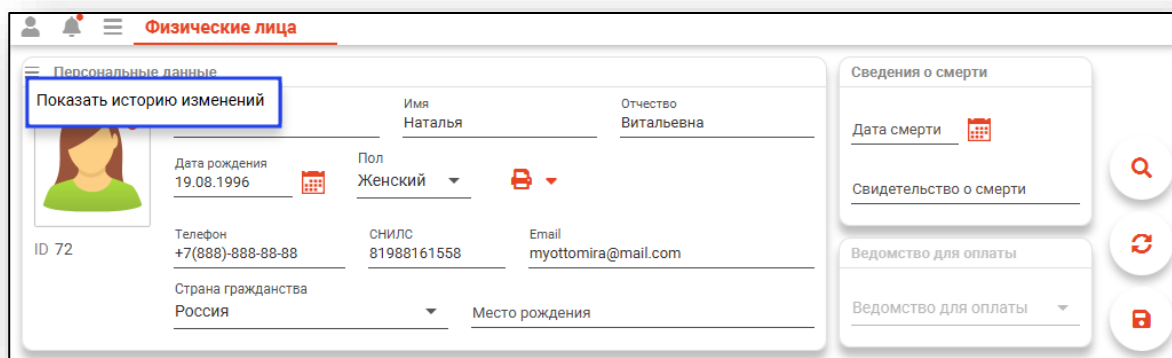 Физические лица
Персональные данные
Показать историю изменений
Имя
Наталья
Отчество
Витальевна
Дата рождения
19.08.1996
Пол
Женский
ID 72
Телефон
+7(888)-888-88-88
СНИЛС
81988161558
Email
myottomira@mail.com
Страна гражданства
Россия
Место рождения
Сведения о смерти
Дата смерти
Свидетельство о смерти
Ведомство для оплаты
Ведомство для оплаты